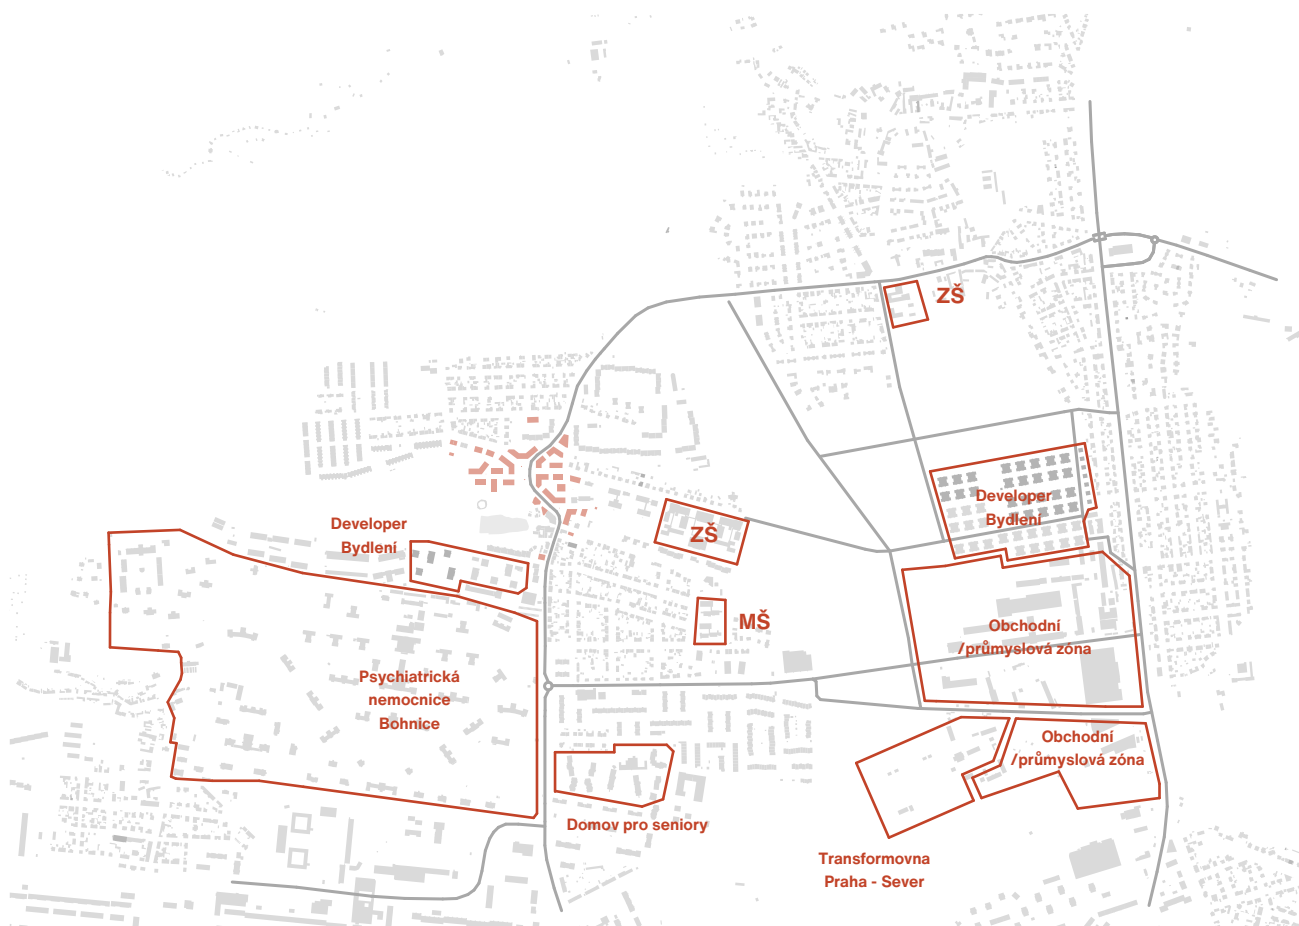 ZŠ
Developer
Bydlení
Developer
Bydlení
ZŠ
MŠ
Obchodní
/průmyslová zóna
Psychiatrická
nemocnice
Bohnice
Obchodní
/průmyslová zóna
Domov pro seniory
Transformovna
Praha - Sever